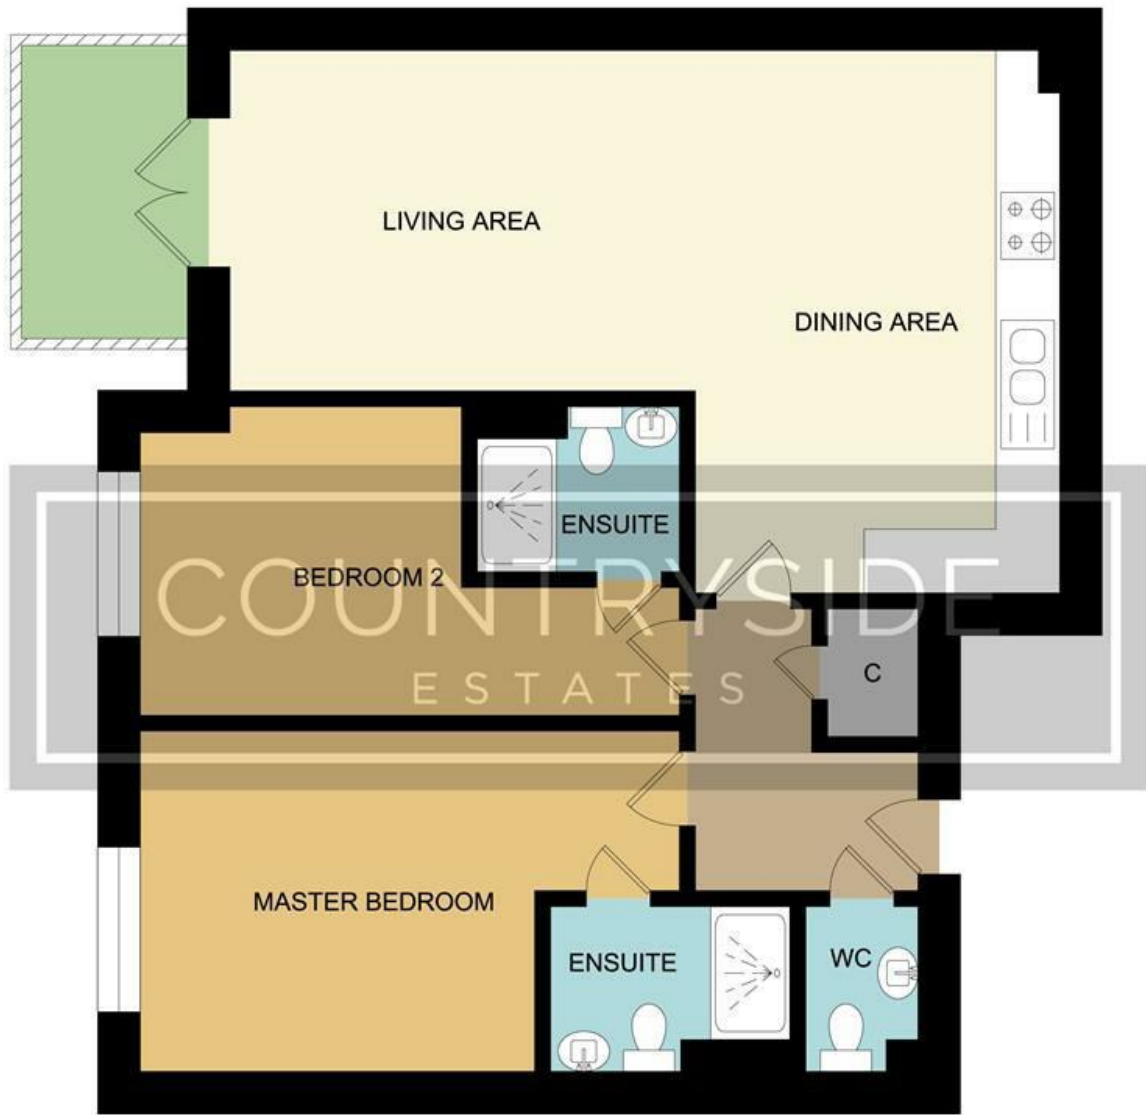 LIVING AREA
DINING AREA
ENSUITE
BEDROOM 2
COUNTRYSIDE
ESTATES
C
MASTER BEDROOM
ENSUITE
WC